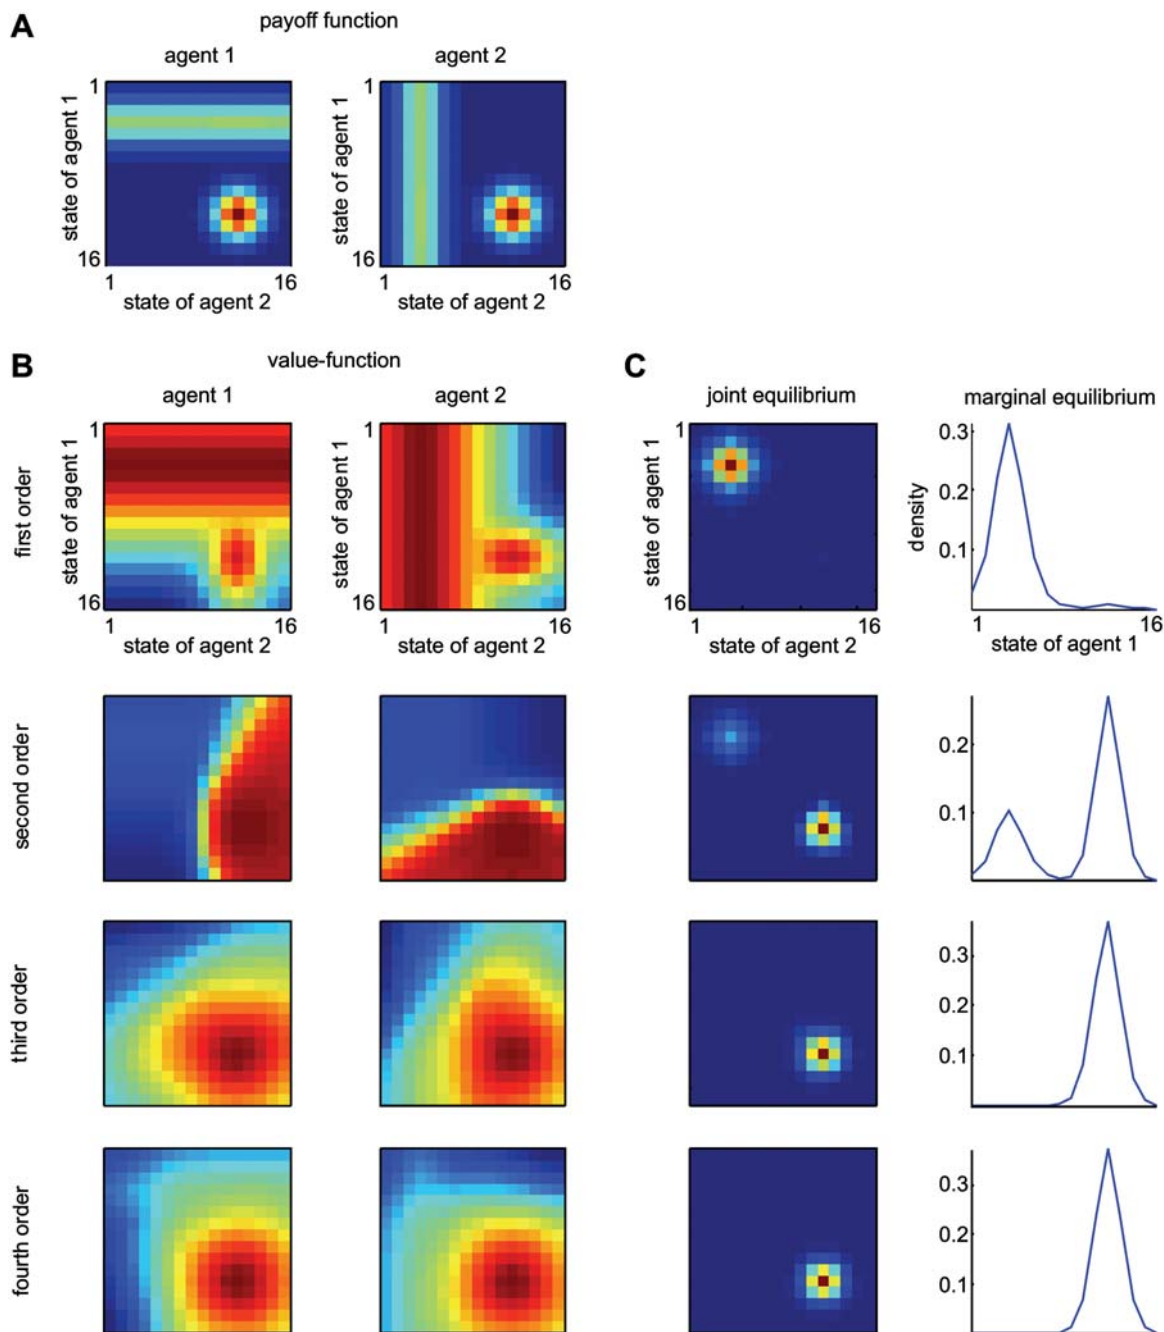 A
payoff function
agent 1
agent 2
1
state of agent 1
16
1
16
state of agent 2
state of agent 1
1
16
1
16
state of agent 2
B
value-function
agent 1
agent 2
C
joint equilibrium
marginal equilibrium
first order
1
state of agent 1
16
1
16
state of agent 2
1
state of agent 1
16
1
16
state of agent 2
1
state of agent 1
16
1
16
state of agent 2
density
0.3
0.2
0.1
1
16
state of agent 1
second order
0.2
0.1
third order
0.3
0.2
0.1
fourth order
0.3
0.2
0.1